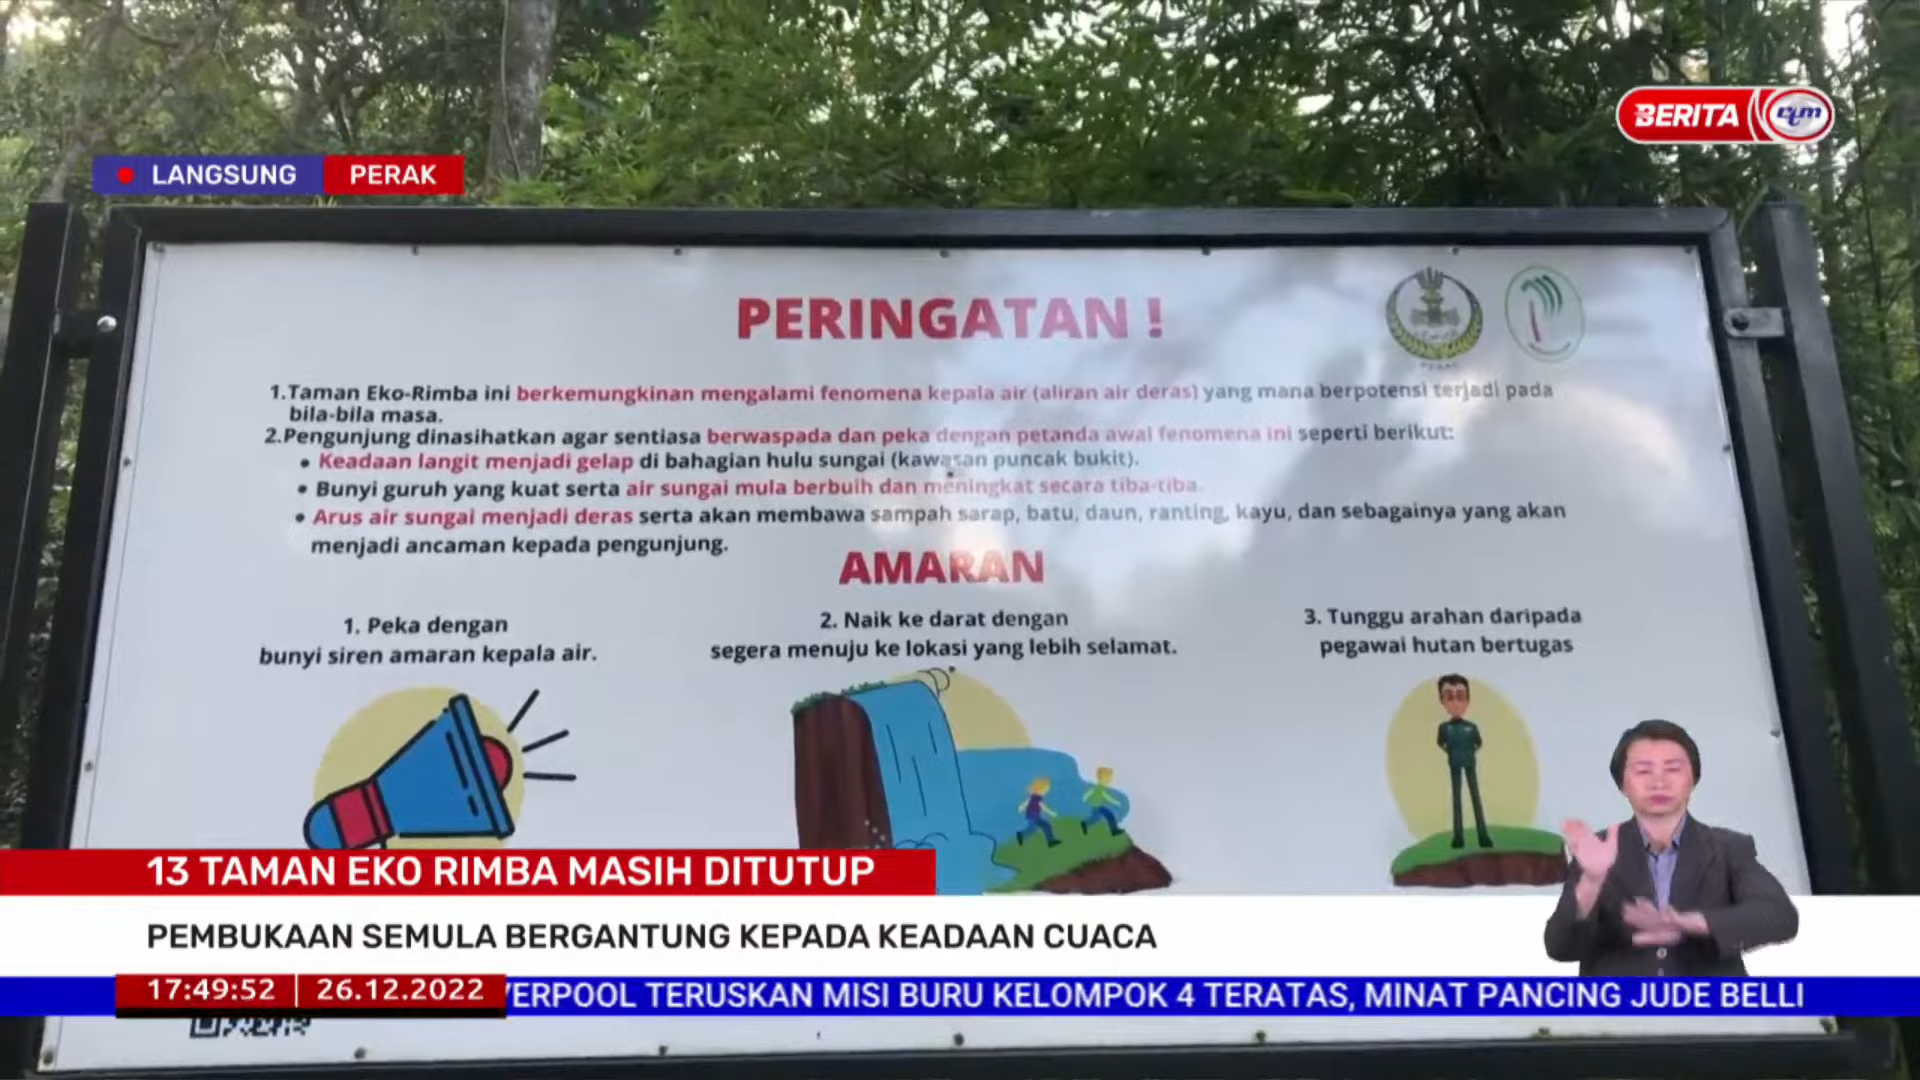 BERITA rtm
LANGSUNG PERAK
PERINGATAN !
1.Taman Eko-Rimba ini berkemungkinan mengalami fenomena kepala air (aliran air deras) yang mana berpotensi terjadi pada
bila-bila masa.
2.Pengunjung dinasihatkan agar sentiasa berwaspada dan peka dengan petanda awal fenomena ini seperti berikut:
• Keadaan langit menjadi gelap di bahagian hulu sungai (kawasan puncak bukit).
• Bunyi guruh yang kuat serta air sungai mula berbuih dan meningkat secara tiba-tiba.
• Arus air sungai menjadi deras serta akan membawa sampah sarap, batu, daun, ranting, kayu, dan sebagainya yang akan
menjadi ancaman kepada pengunjung.
AMARAN
1. Peka dengan
bunyi siren amaran kepala air.
2. Naik ke darat dengan
segera menuju ke lokasi yang lebih selamat.
3. Tunggu arahan daripada
pegawai hutan bertugas
13 TAMAN EKO RIMBA MASIH DITUTUP
PEMBUKAAN SEMULA BERGANTUNG KEPADA KEADAAN CUACA
17:49:52 26.12.2022 VERPOOL TERUSKAN MISI BURU KELOMPOK 4 TERATAS, MINAT PANCING JUDE BELLI